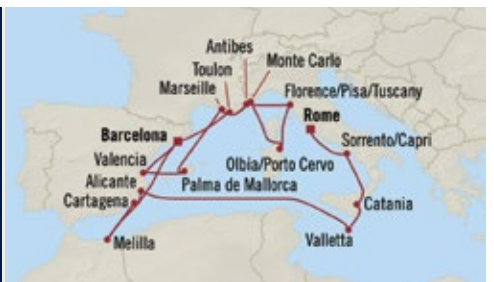 Antibes
Monte Carlo
Toulon
Marseille
Florence/Pisa/Tuscany
Rome
Barcelona
Sorrento/Capri
Valencia
Olbia/Porto Cervo
Alicante
Palma de Mallorca
Cartagena
Catania
Melilla
Valletta